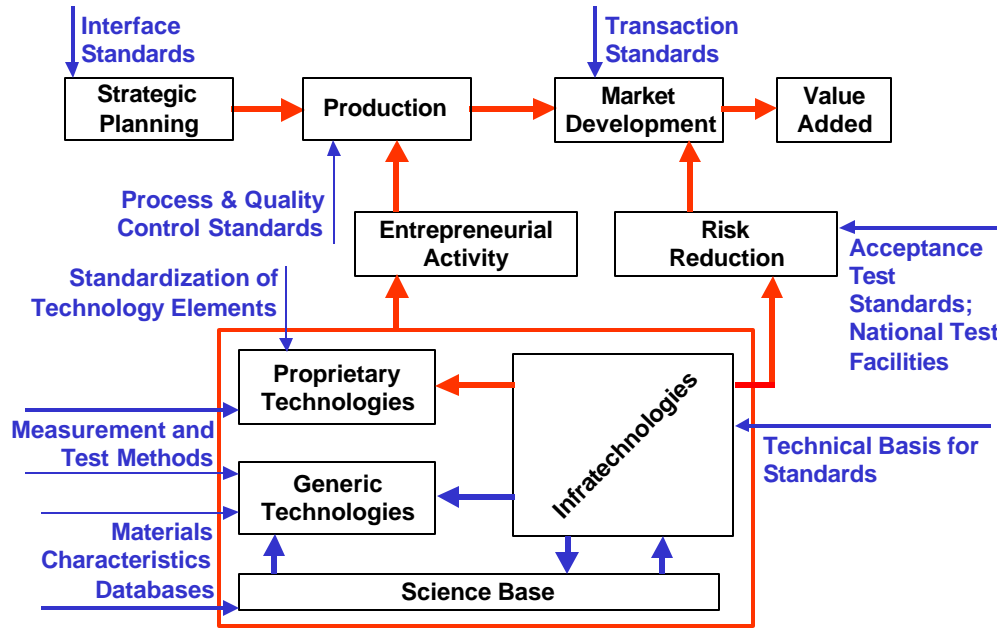 Interface
Standards
Transaction
Standards
Strategic
Planning
Production
Market
Development
Value
Added
Process & Quality
Control Standards
Entrepreneurial
Activity
Risk
Reduction
Acceptance
Test
Standards;
National Test
Facilities
Standardization of
Technology Elements
Proprietary
Technologies
Infratechnologies
Measurement and
Test Methods
Technical Basis for
Standards
Generic
Technologies
Materials
Characteristics
Databases
Science Base